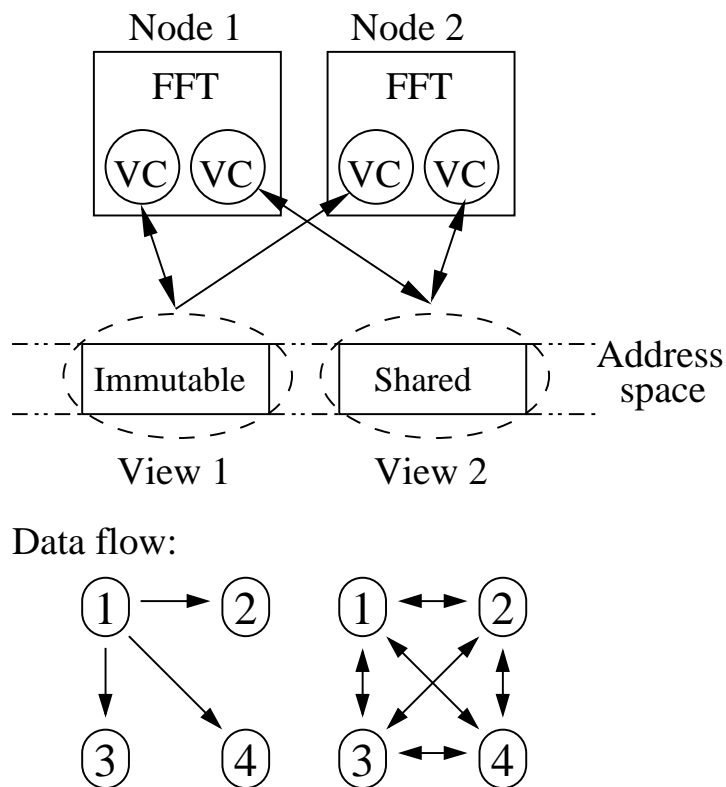 Node 1 Node 2
FFT FFT
VC VC VC VC
Immutable Shared
Address
space
View 1 View 2
Data flow:
1 2 1 2
3 4 3 4